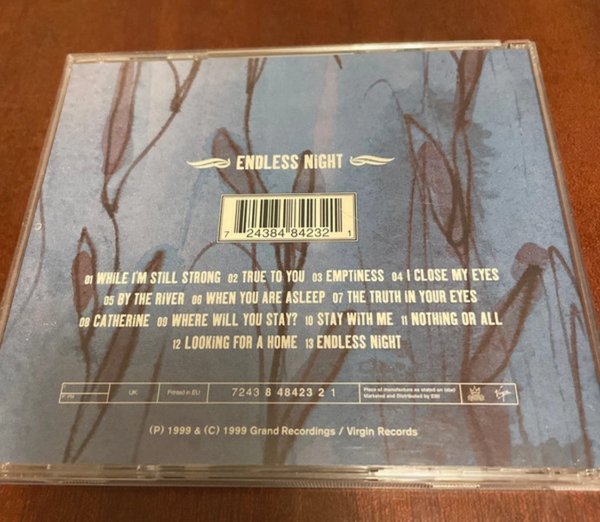 ENDLESS NiGHT
7 24384 84232 1
01 WHILE I'M STILL STRONG 02 TRUE TO YOU 03 EMPTINESS 04 I CLOSE MY EYES
05 BY THE RiVER 06 WHEN YOU ARE ASLEEP 07 THE TRUTH IN YOUR EYES
08 CATHERiNE 09 WHERE WiLL YOU STAY? 10 STAY WiTH ME 11 NOTHiNG OR ALL
12 LOOKiNG FOR A HOME 13 ENDLESS NiGHT
UK Printed in EU 7243 8 48423 2 1 Place of manufacture as stated on label
Marketed and Distributed by EMI
(P) 1999 & (C) 1999 Grand Recordings / Virgin Records